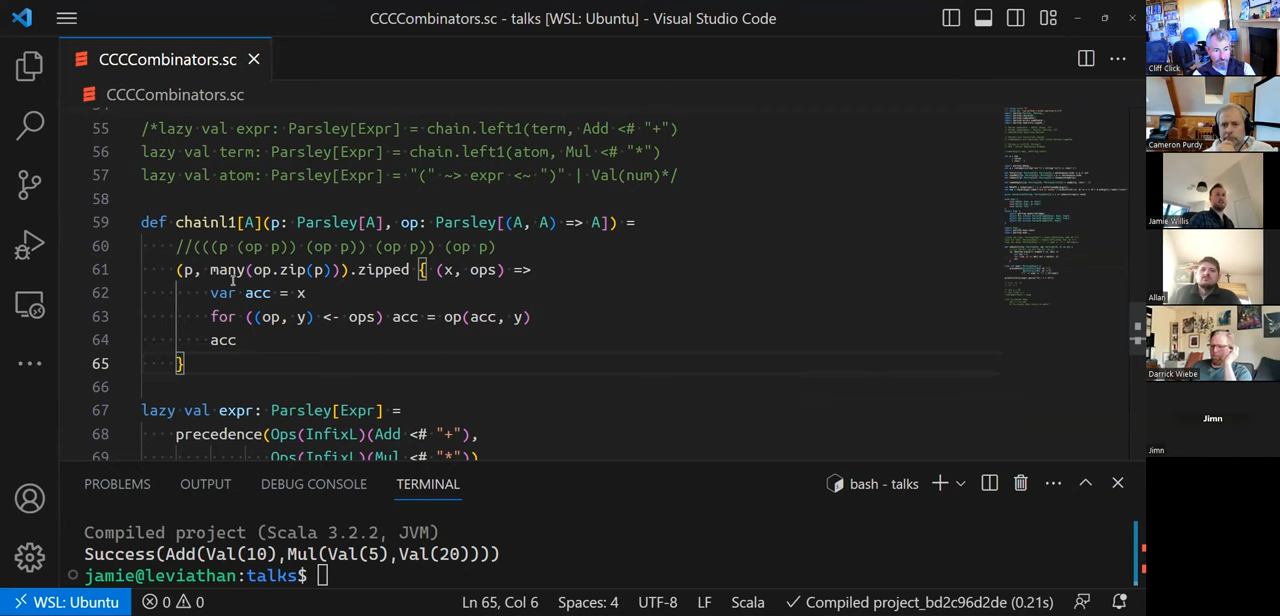 CCCCombinators.sc - talks [WSL: Ubuntu] - Visual Studio Code
CCCCombinators.sc
CCCCombinators.sc
55 /*lazy val expr: Parsley[Expr] = chain.left1(term, Add <# "+")
56 lazy val term: Parsley[Expr] = chain.left1(atom, Mul <# "*")
57 lazy val atom: Parsley[Expr] = "(" ~> expr <~ ")" | Val(num)*/
58
59 def chainl1[A](p: Parsley[A], op: Parsley[(A, A) => A]) =
60 //(((p (op p)) (op p)) (op p)) (op p)
61 (p, many(op.zip(p))).zipped { (x, ops) =>
62 var acc = x
63 for ((op, y) <- ops) acc = op(acc, y)
64 acc
65 }
66
67 lazy val expr: Parsley[Expr] =
68 precedence(Ops(InfixL)(Add <# "+"),
69 Ops(InfixL)(Mul <# "*"))
PROBLEMS OUTPUT DEBUG CONSOLE TERMINAL bash - talks
Compiled project (Scala 3.2.2, JVM)
Success(Add(Val(10),Mul(Val(5),Val(20))))
jamie@leviathan:talks$
WSL: Ubuntu 0 0 Ln 65, Col 6 Spaces: 4 UTF-8 LF Scala Compiled project_bd2c96d2de (0.21s)
Cliff Click
Cameron Purdy
Jamie Willis
Allan
Darrick Wiebe
Jimn
Jimn